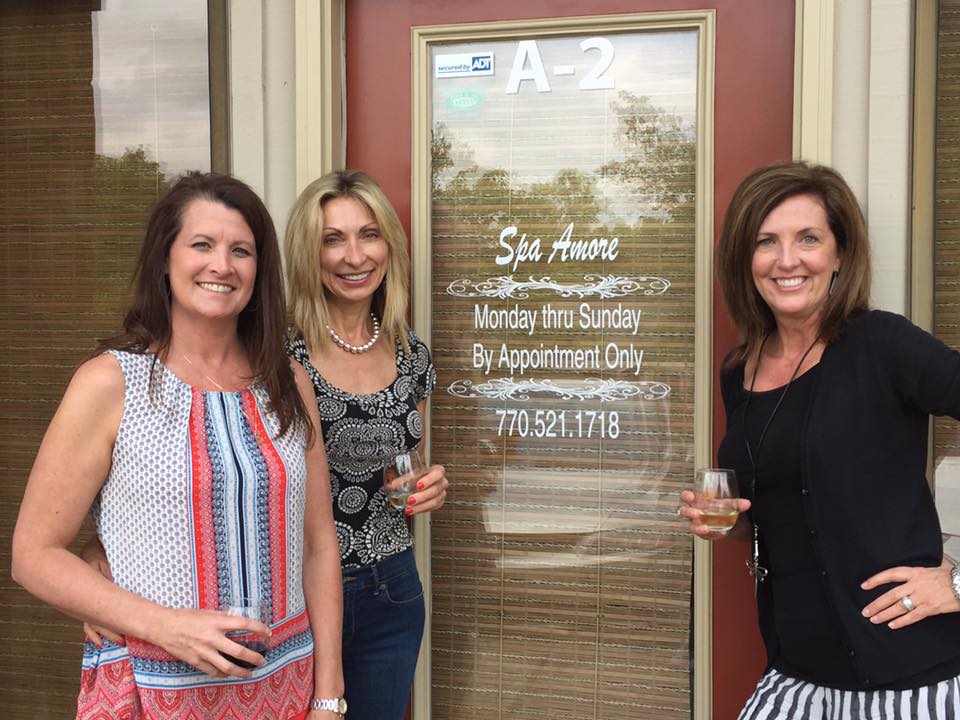 secured by ADT
A-2
Spa Amore
Monday thru Sunday
By Appointment Only
770.521.1718